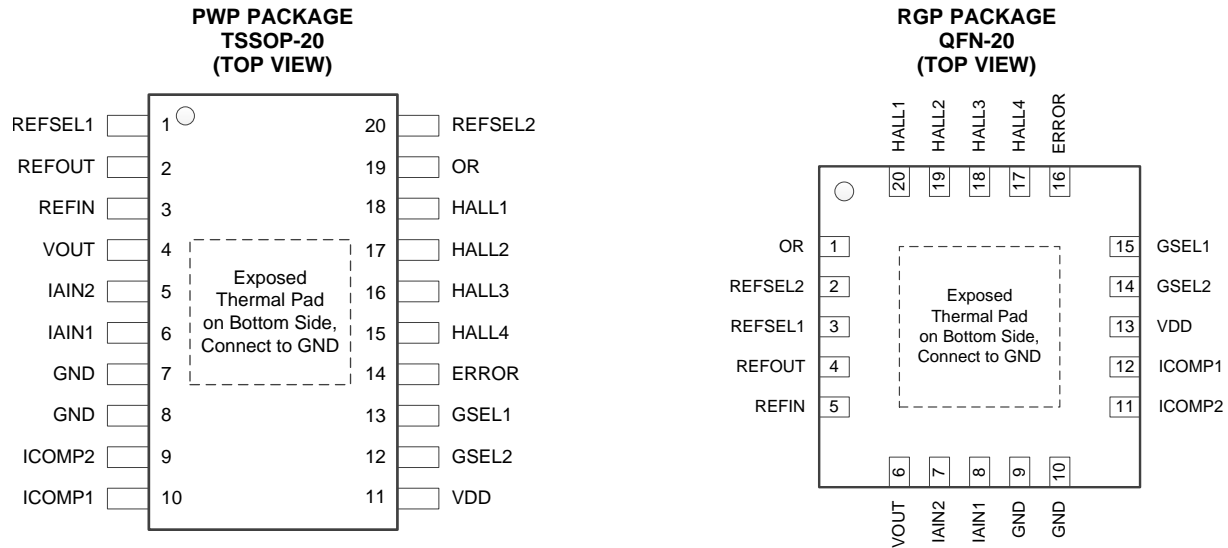 PWP PACKAGE
TSSOP-20
(TOP VIEW)
REFSEL1 1 20 REFSEL2
REFOUT 2 19 OR
REFIN 3 18 HALL1
VOUT 4 17 HALL2
IAIN2 5 16 HALL3
IAIN1 6 15 HALL4
GND 7 14 ERROR
GND 8 13 GSEL1
ICOMP2 9 12 GSEL2
ICOMP1 10 11 VDD
Exposed
Thermal Pad
on Bottom Side,
Connect to GND
RGP PACKAGE
QFN-20
(TOP VIEW)
HALL1 HALL2 HALL3 HALL4 ERROR
20 19 18 17 16
OR 1 15 GSEL1
REFSEL2 2 14 GSEL2
REFSEL1 3 13 VDD
REFOUT 4 12 ICOMP1
REFIN 5 11 ICOMP2
Exposed
Thermal Pad
on Bottom Side,
Connect to GND
6 7 8 9 10
VOUT IAIN2 IAIN1 GND GND